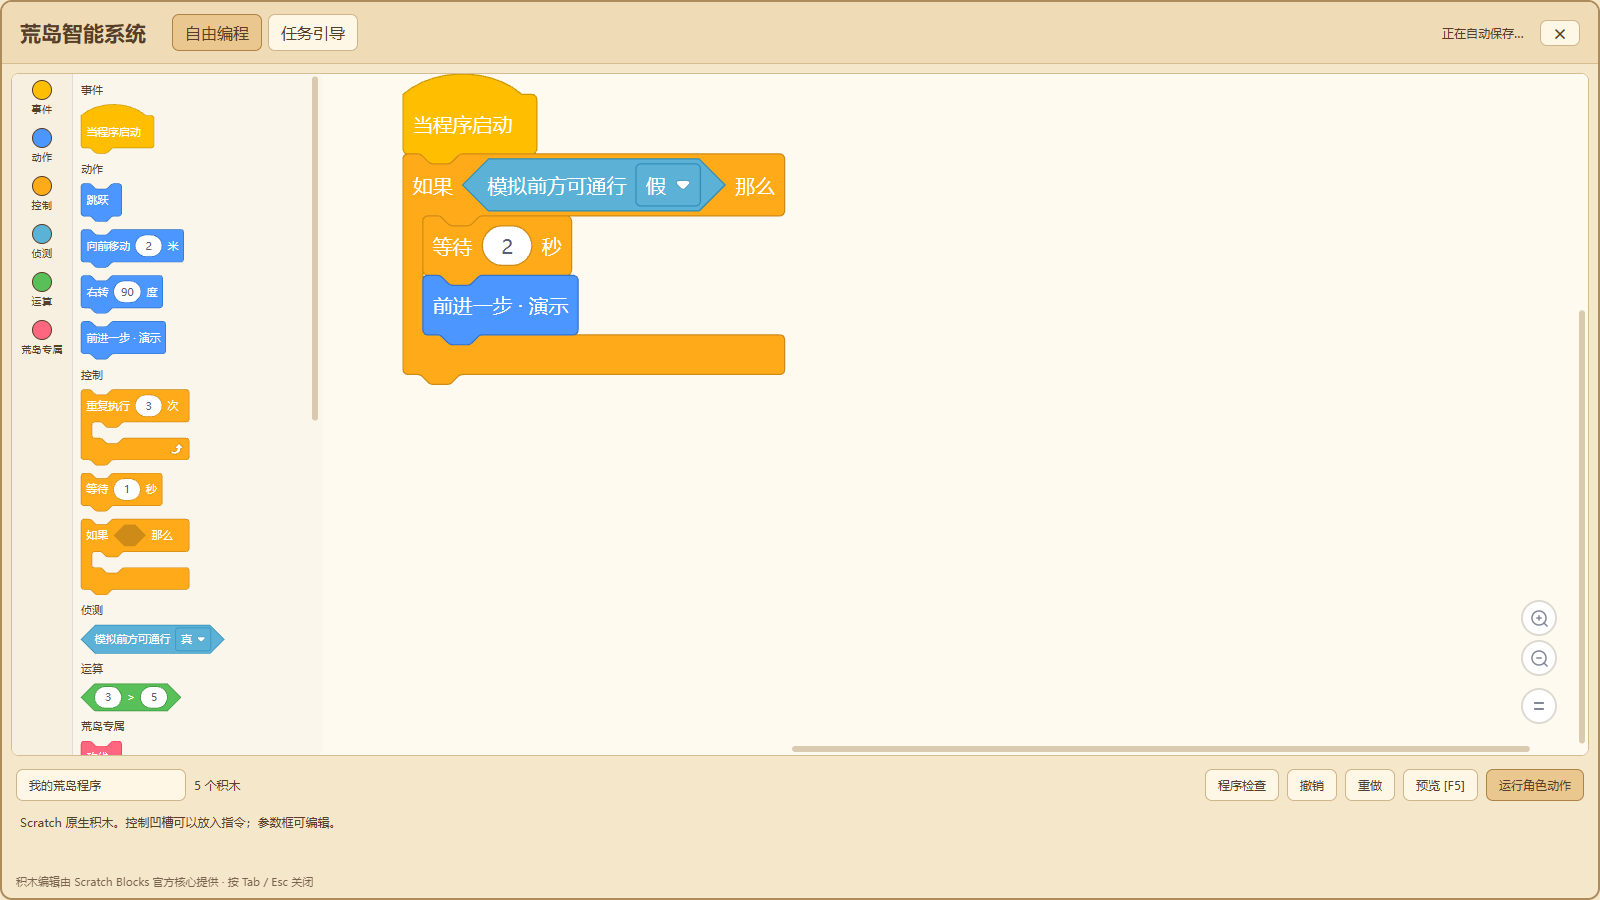 荒岛智能系统
自由编程
任务引导
正在自动保存...
事件
动作
控制
侦测
运算
荒岛专属
事件
当程序启动
动作
跳跃
向前移动 2 米
右转 90 度
前进一步 · 演示
控制
重复执行 3 次
等待 1 秒
如果 那么
侦测
模拟前方可通行 真
运算
3 > 5
荒岛专属
当程序启动
如果 模拟前方可通行 假 那么
等待 2 秒
前进一步 · 演示
我的荒岛程序
5 个积木
程序检查
撤销
重做
预览 [F5]
运行角色动作
Scratch 原生积木。控制凹槽可以放入指令；参数框可编辑。
积木编辑由 Scratch Blocks 官方核心提供 · 按 Tab / Esc 关闭